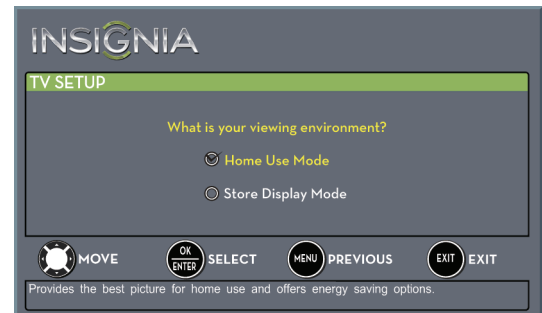 INSIGNIA
TV SETUP
What is your viewing environment?
Home Use Mode
Store Display Mode
MOVE OK ENTER SELECT MENU PREVIOUS EXIT EXIT
Provides the best picture for home use and offers energy saving options.